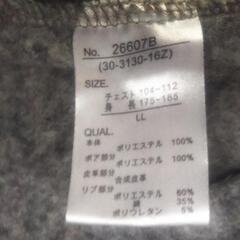 No. 26607B
(30-3130-16Z)
SIZE.
チェスト 104-112
身 長 175-185
LL
QUAL.
本体 ポリエステル 100%
ボア部分 ポリエステル 100%
皮革部分 合成皮革
リブ部分 ポリエステル 60%
綿 35%
ポリウレタン 5%